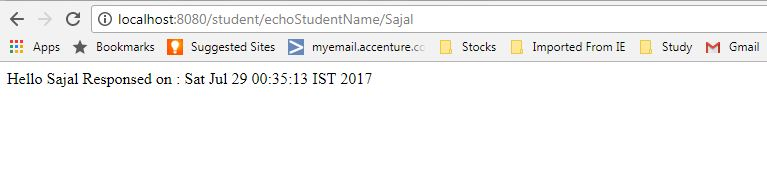 localhost:8080/student/echoStudentName/Sajal
Apps Bookmarks Suggested Sites myemail.accenture.co Stocks Imported From IE Study Gmail
Hello Sajal Responsed on : Sat Jul 29 00:35:13 IST 2017